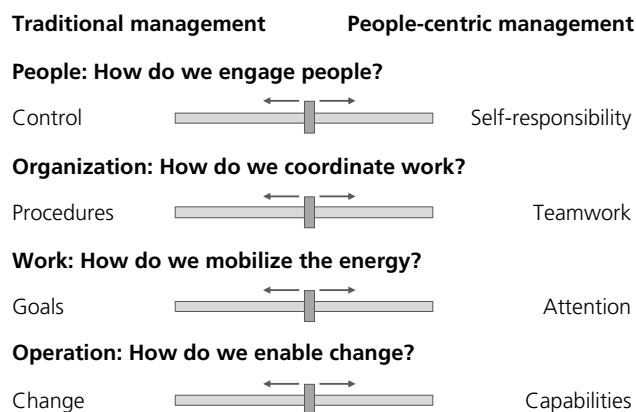 Traditional management People-centric management
People: How do we engage people?
Control Self-responsibility
Organization: How do we coordinate work?
Procedures Teamwork
Work: How do we mobilize the energy?
Goals Attention
Operation: How do we enable change?
Change Capabilities